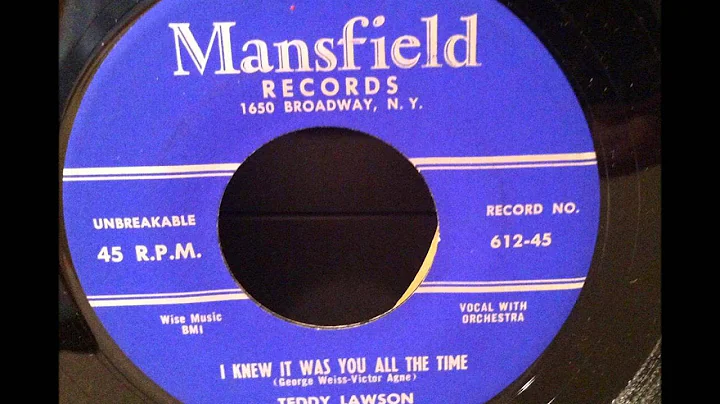 Mansfield
RECORDS
1650 BROADWAY, N. Y.
UNBREAKABLE
45 R.P.M.
RECORD NO.
612-45
Wise Music
BMI
VOCAL WITH
ORCHESTRA
I KNEW IT WAS YOU ALL THE TIME
(George Weiss-Victor Agne)
TEDDY LAWSON